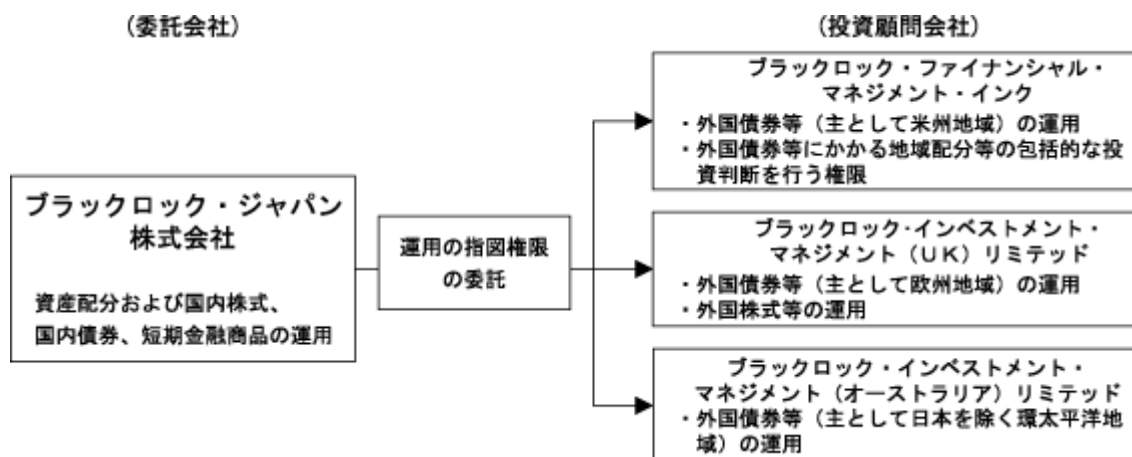 (委託会社)
(投資顧問会社)
ブラックロック・ジャパン
株式会社
資産配分および国内株式、
国内債券、短期金融商品の運用
運用の指図権限
の委託
ブラックロック・ファイナンシャル・
マネジメント・インク
・外国債券等（主として米州地域）の運用
・外国債券等にかかる地域配分等の包括的な投
資判断を行う権限
ブラックロック・インベストメント・
マネジメント（ＵＫ）リミテッド
・外国債券等（主として欧州地域）の運用
・外国株式等の運用
ブラックロック・インベストメント・
マネジメント（オーストラリア）リミテッド
・外国債券等（主として日本を除く環太平洋地
域）の運用